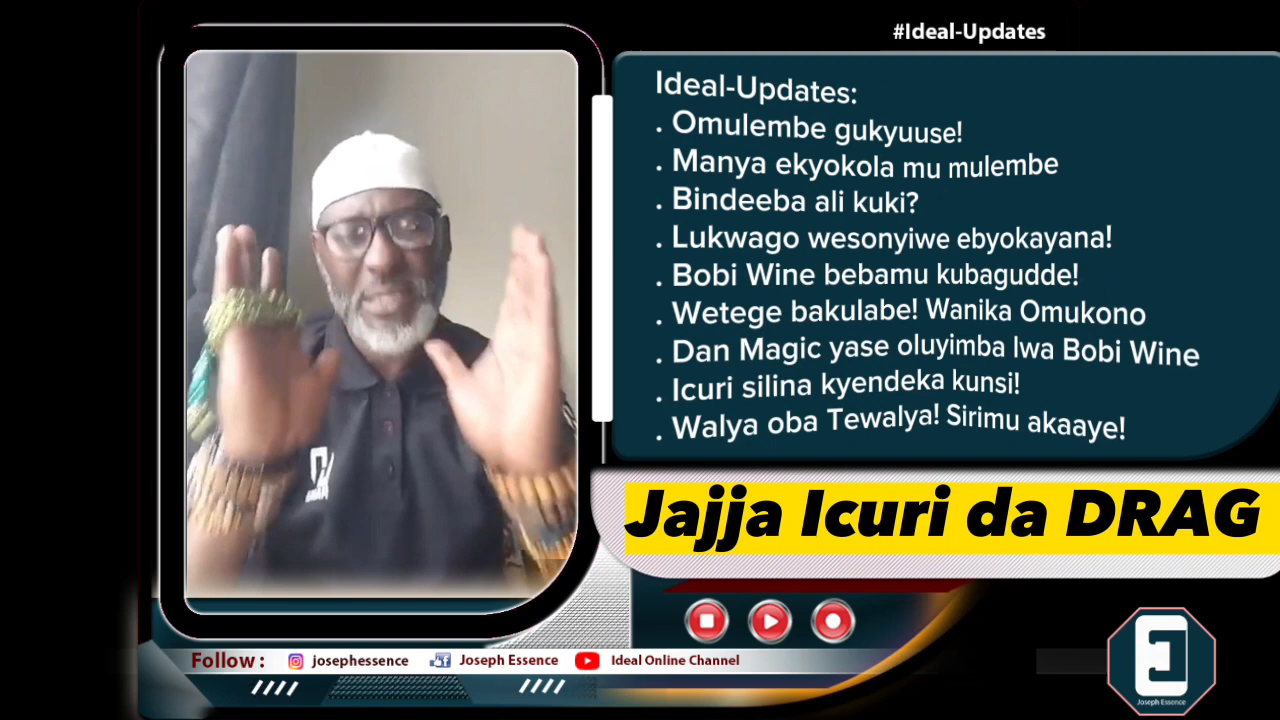 #Ideal-Updates
Ideal-Updates:
. Omulembe gukyuuse!
. Manya ekyokola mu mulembe
. Bindeeba ali kuki?
. Lukwago wesonyiwe ebyokayana!
. Bobi Wine bebamu kubagudde!
. Wetege bakulabe! Wanika Omukono
. Dan Magic yase oluyimba lwa Bobi Wine
. Icuri silina kyendeka kunsi!
. Walya oba Tewalya! Sirimu akaaye!
Jajja Icuri da DRAG
Follow : josephessence Joseph Essence Ideal Online Channel
Joseph Essence